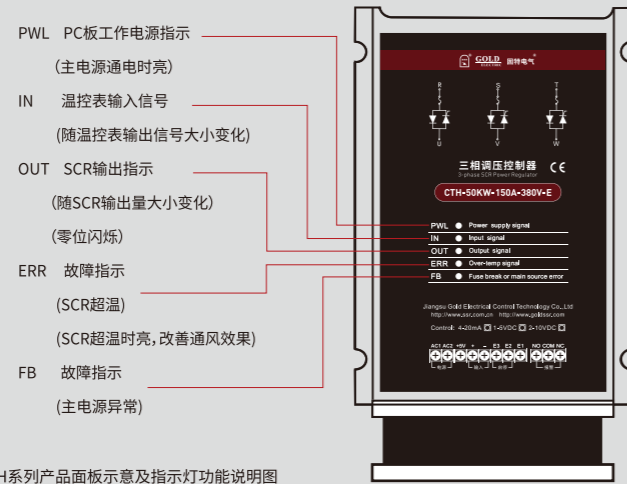 PWL PC板工作电源指示
（主电源通电时亮）
IN 温控表输入信号
(随温控表输出信号大小变化)
OUT SCR输出指示
（随SCR输出量大小变化）
（零位闪烁）
ERR 故障指示
(SCR超温)
(SCR超温时亮，改善通风效果)
FB 故障指示
(主电源异常)
H系列产品面板示意及指示灯功能说明图
GOLD 固特电气
R S T
U V W
三相调压控制器 CE
3-phase SCR Power Regulator
CTH-50KW-150A-380V-E
PWL Power supply signal
IN Input signal
OUT Output signal
ERR Over-temp signal
FB Fuse break or main source error
Jiangsu Gold Electrical Control Technology Co., Ltd
http://www.ssr.com.cn http://www.goldssr.com
Control: 4-20mA 1-5VDC 2-10VDC
AC1 AC2 +5V + - E3 E2 E1 NO COM NC
电源 输入 报警